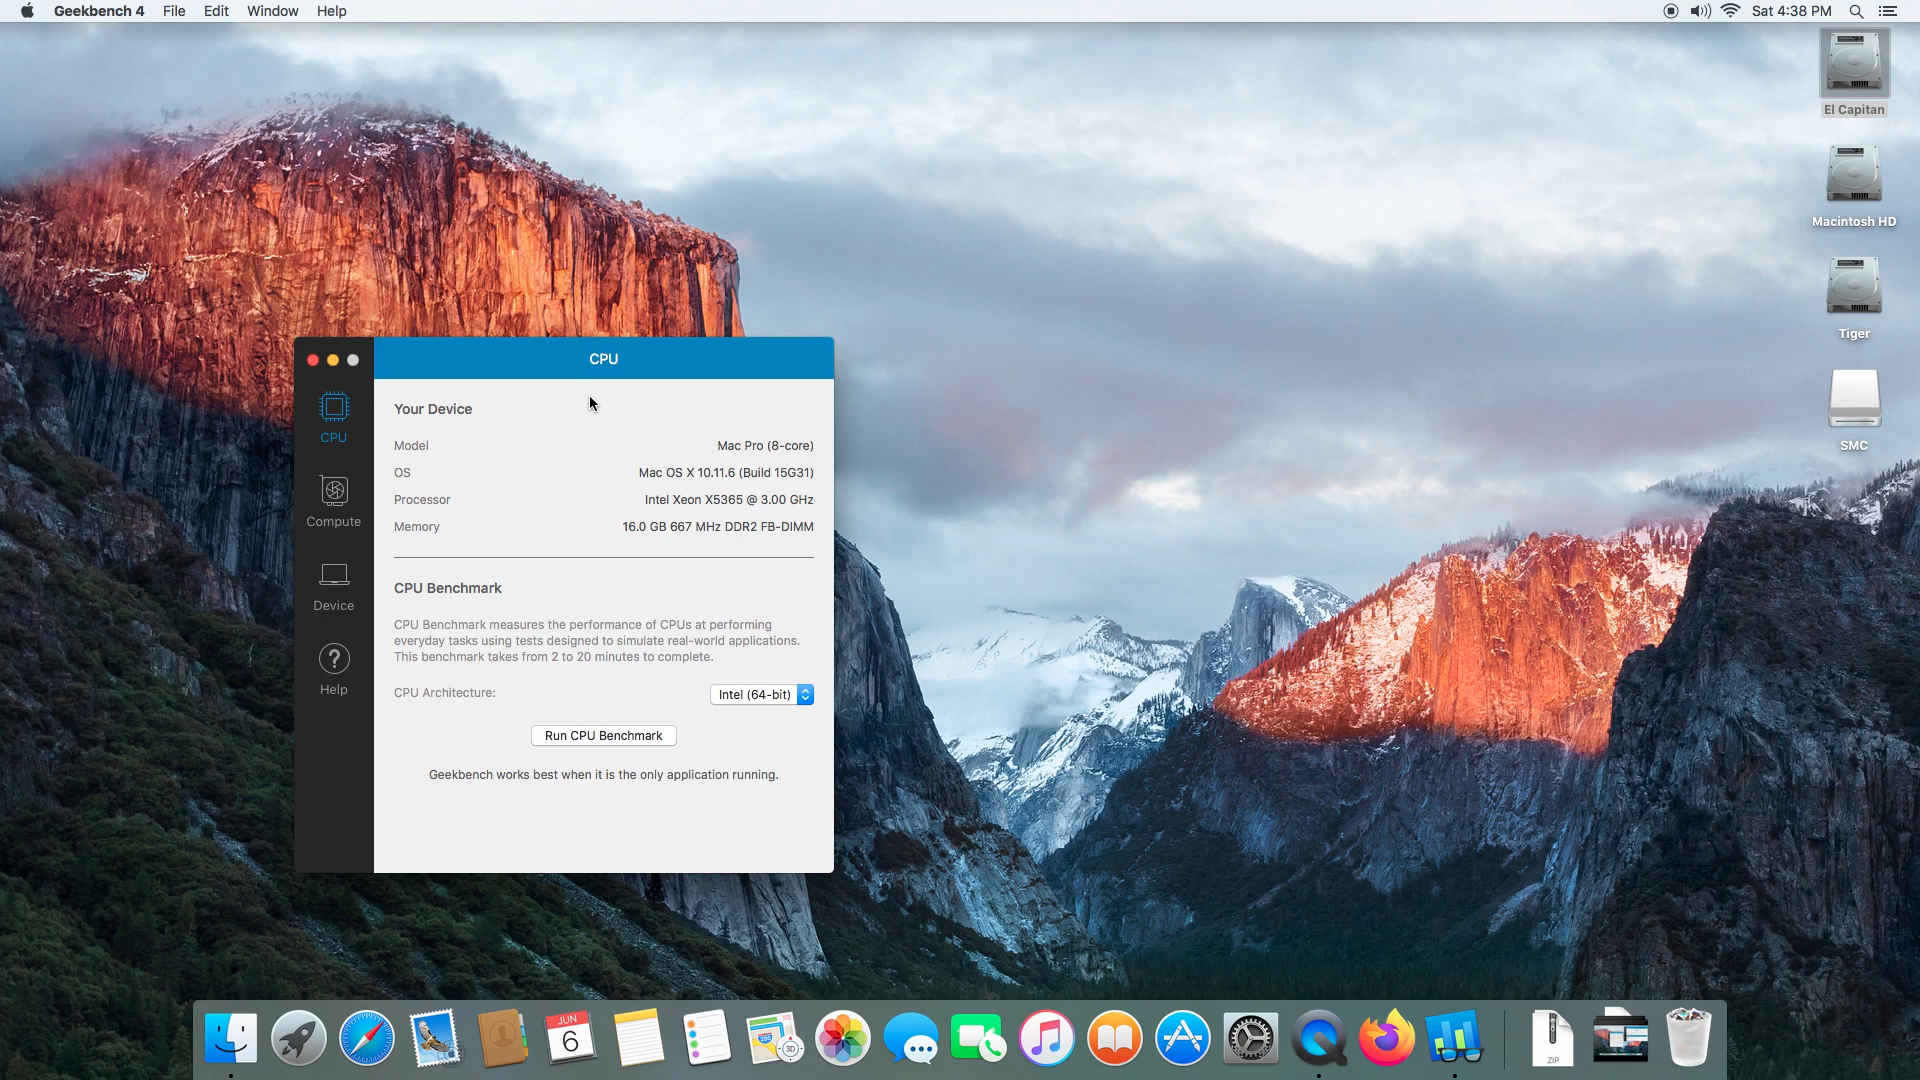 Geekbench 4 File Edit Window Help
Sat 4:38 PM
El Capitan
Macintosh HD
Tiger
SMC
CPU
CPU
Compute
Device
?
Help
Your Device
Model Mac Pro (8-core)
OS Mac OS X 10.11.6 (Build 15G31)
Processor Intel Xeon X5365 @ 3.00 GHz
Memory 16.0 GB 667 MHz DDR2 FB-DIMM
CPU Benchmark
CPU Benchmark measures the performance of CPUs at performing
everyday tasks using tests designed to simulate real-world applications.
This benchmark takes from 2 to 20 minutes to complete.
CPU Architecture: Intel (64-bit)
Run CPU Benchmark
Geekbench works best when it is the only application running.
JUN
6
280
3D
ZIP